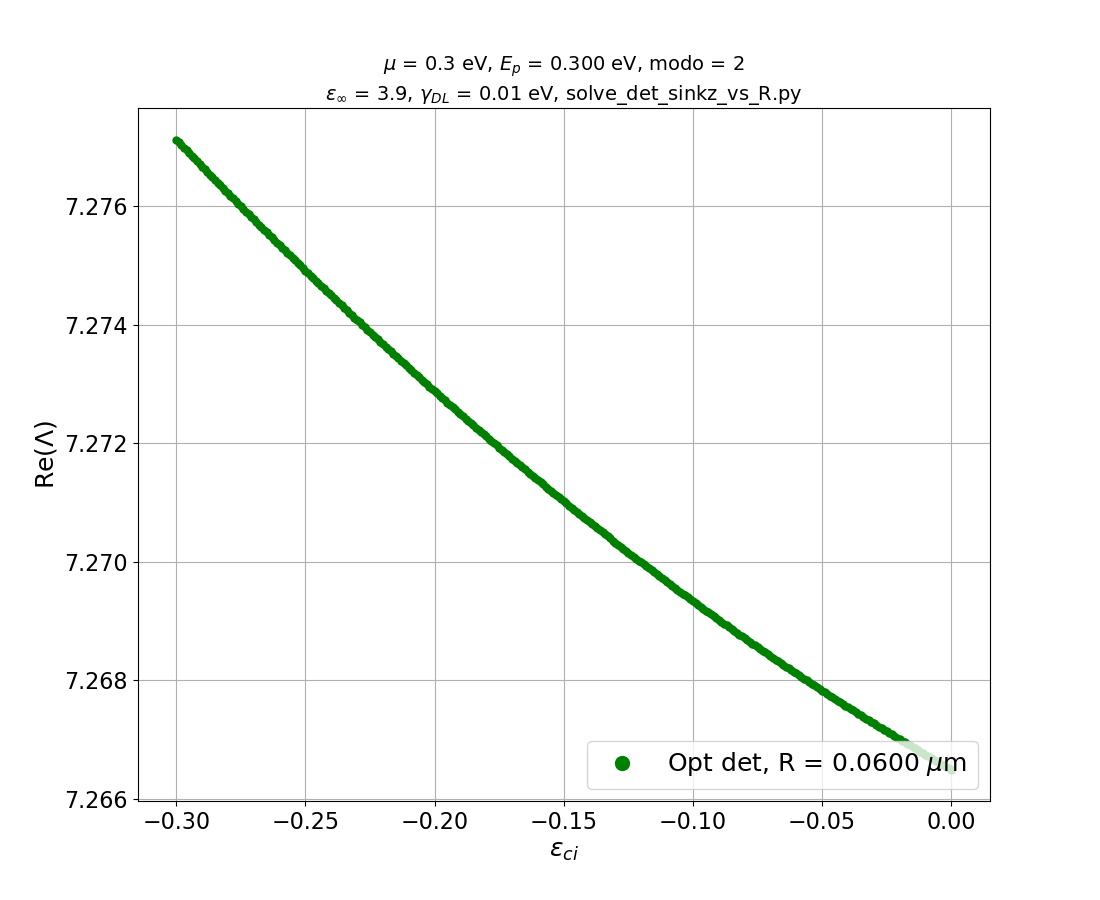 μ = 0.3 eV, E_p = 0.300 eV, modo = 2
ε_∞ = 3.9, γ_DL = 0.01 eV, solve_det_sinkz_vs_R.py
Re(Λ)
7.276
7.274
7.272
7.270
7.268
7.266
Opt det, R = 0.0600 μm
−0.30 −0.25 −0.20 −0.15 −0.10 −0.05 0.00
ε_ci